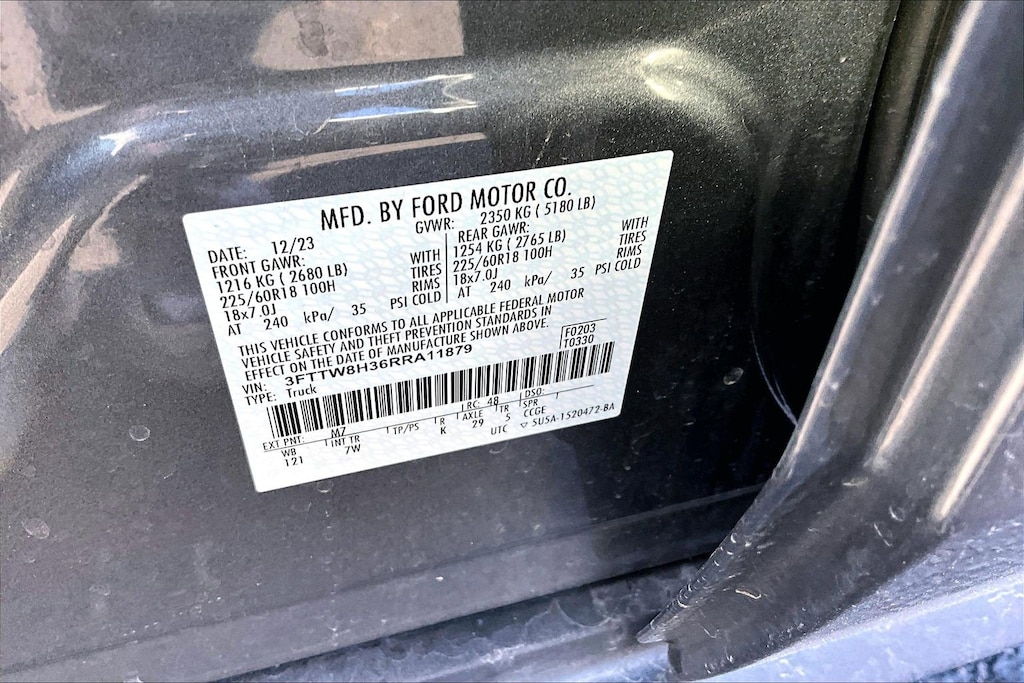 MFD. BY FORD MOTOR CO.
DATE: 12/23 GVWR: 2350 KG ( 5180 LB)
FRONT GAWR:
1216 KG ( 2680 LB) WITH
225/60R18 100H TIRES
18x7.0J RIMS
AT 240 kPa/ 35 PSI COLD
REAR GAWR:
1254 KG ( 2765 LB) WITH
225/60R18 100H TIRES
18x7.0J RIMS
AT 240 kPa/ 35 PSI COLD
THIS VEHICLE CONFORMS TO ALL APPLICABLE FEDERAL MOTOR
VEHICLE SAFETY AND THEFT PREVENTION STANDARDS IN
EFFECT ON THE DATE OF MANUFACTURE SHOWN ABOVE.
VIN: 3FTTW8H36RRA11879 F0203
TYPE: Truck T0330
EXT PNT: M7 RC: 48 DSO:
WB INT TR TP/PS R AXLE TR SPR
121 7W K 29 5 CCGE
UTC ▽ 5U5A-1520472-BA